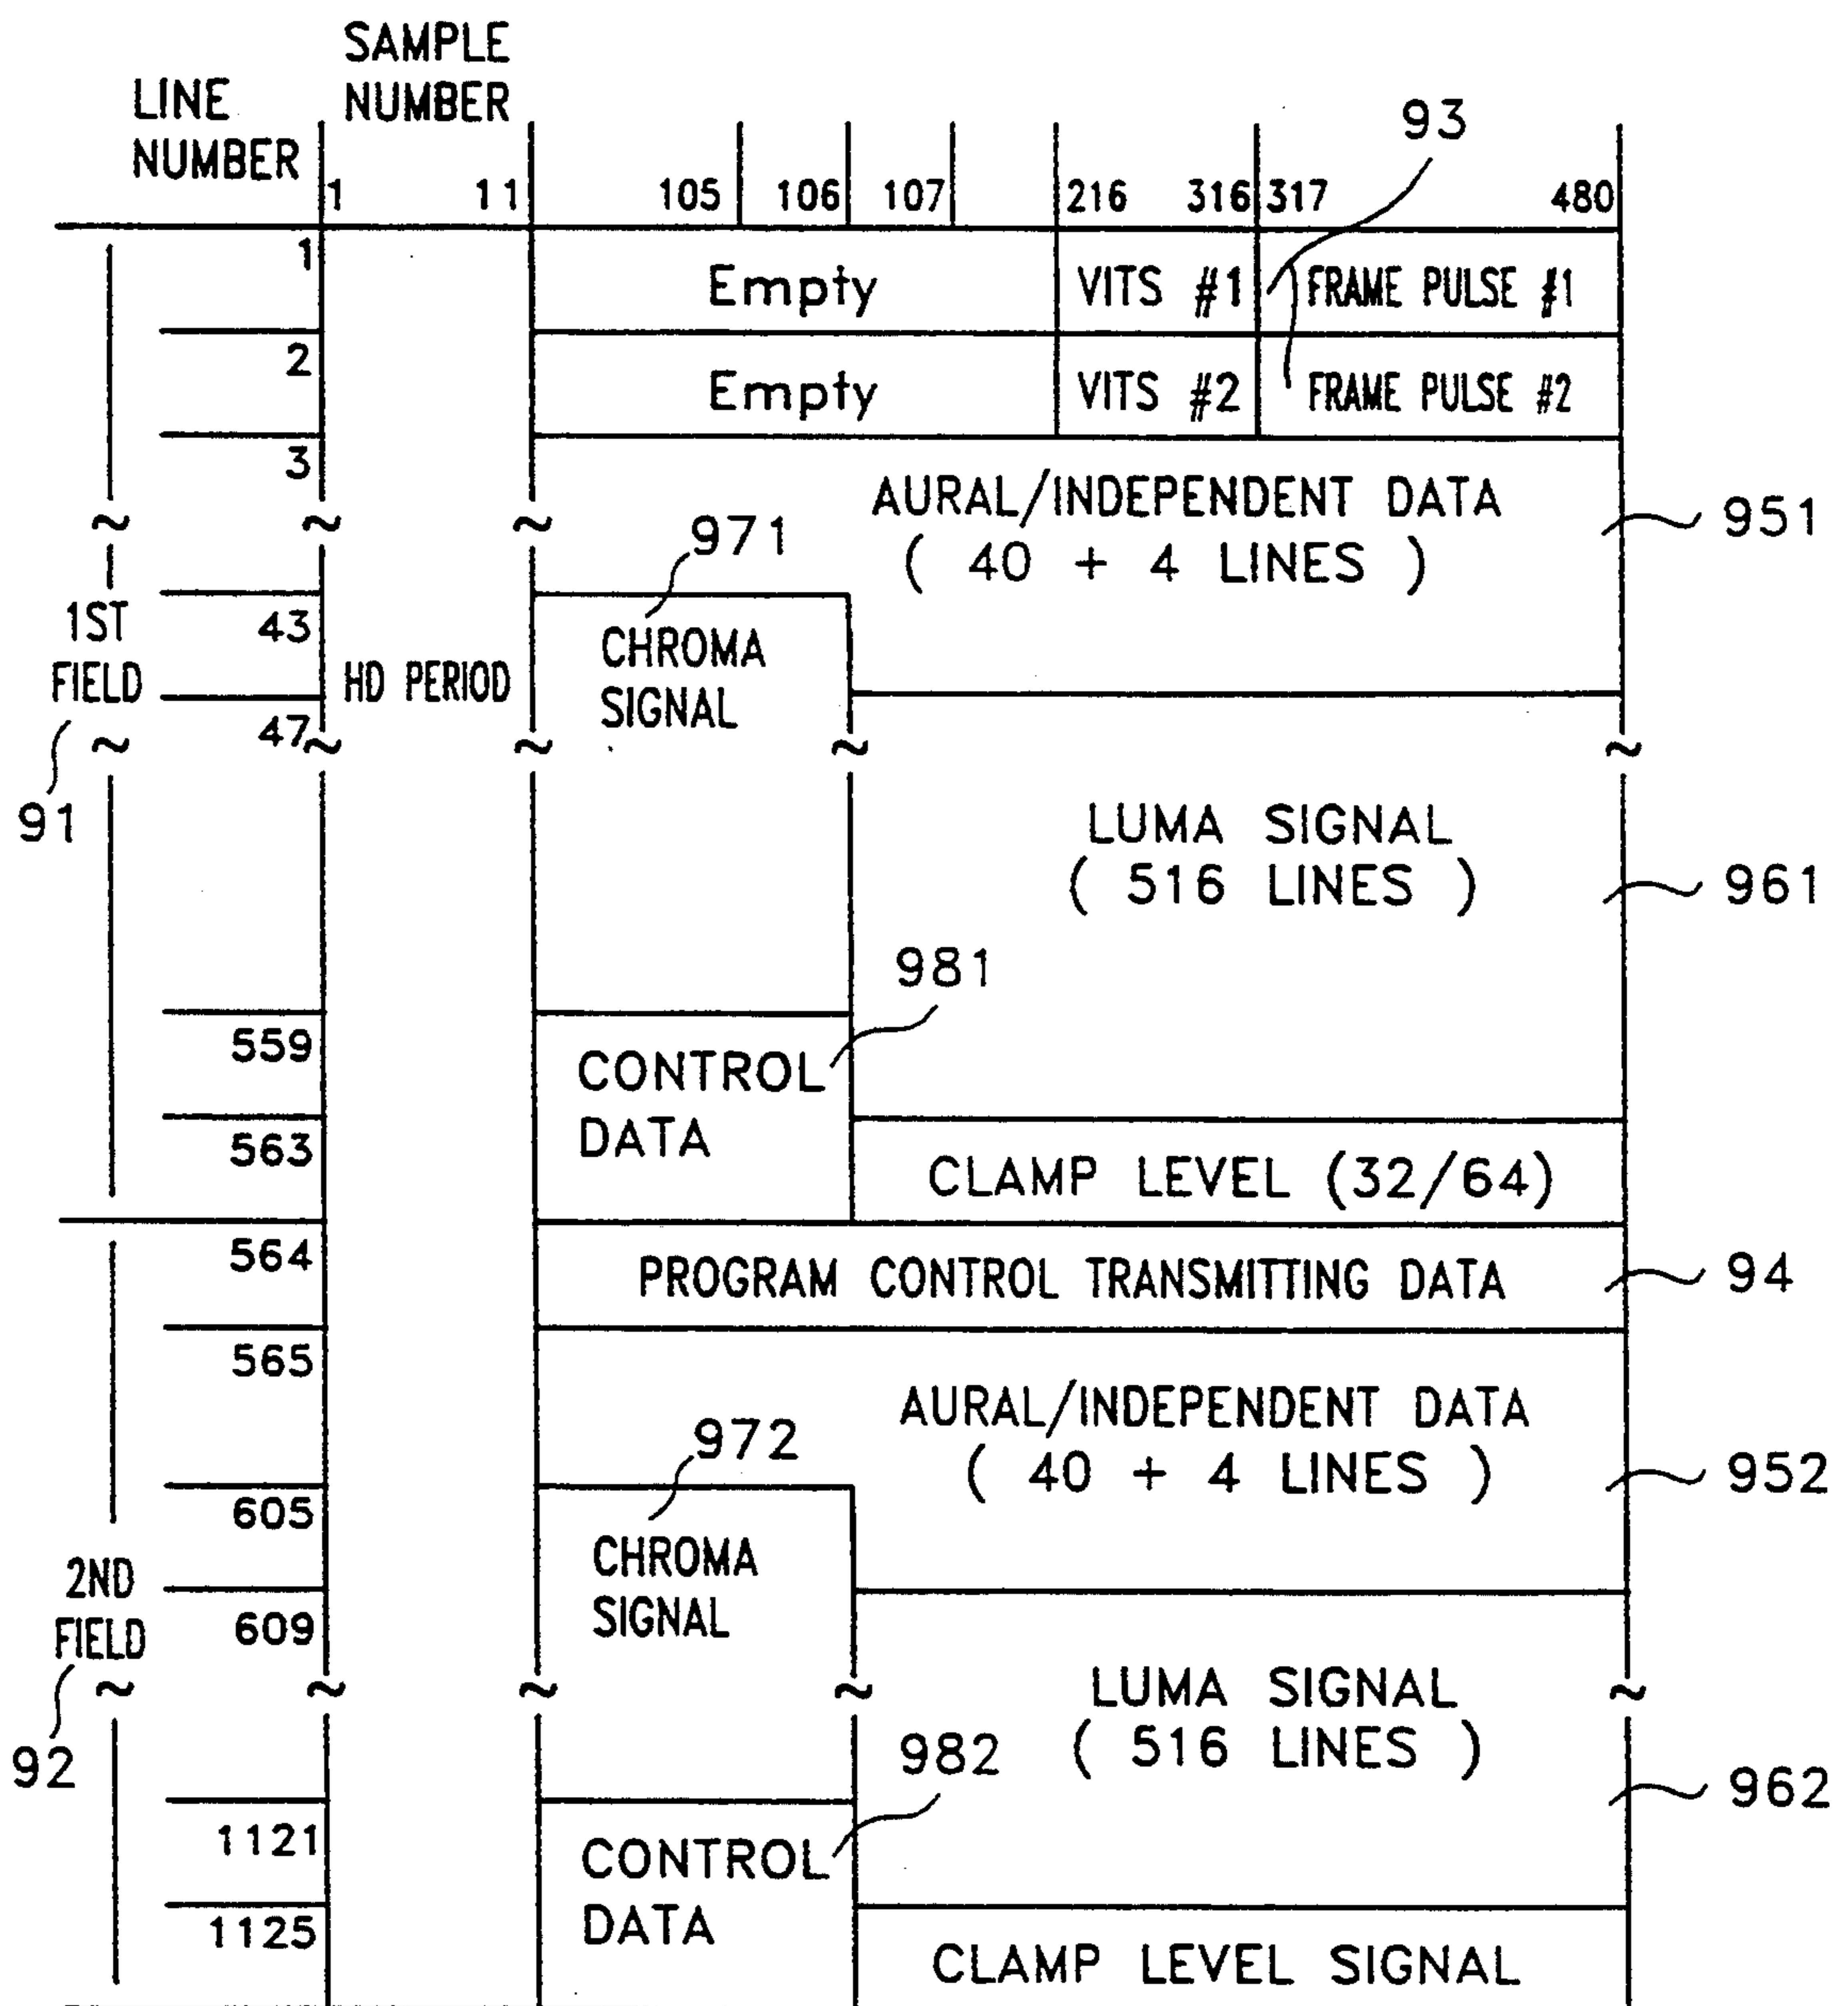 SAMPLE
LINE NUMBER
NUMBER
93
1 11 105 106 107 216 316 317 480
1 Empty VITS #1 FRAME PULSE #1
2 Empty VITS #2 FRAME PULSE #2
3
AURAL/INDEPENDENT DATA
951
971
( 40 + 4 LINES )
1ST 43
CHROMA
FIELD HD PERIOD
SIGNAL
47
91
LUMA SIGNAL
( 516 LINES )
961
981
559
CONTROL
563 DATA
CLAMP LEVEL (32/64)
564
PROGRAM CONTROL TRANSMITTING DATA
94
565
AURAL/INDEPENDENT DATA
972
( 40 + 4 LINES )
952
605
2ND CHROMA
FIELD 609 SIGNAL
LUMA SIGNAL
92 982 ( 516 LINES )
962
1121
CONTROL
1125 DATA
CLAMP LEVEL SIGNAL